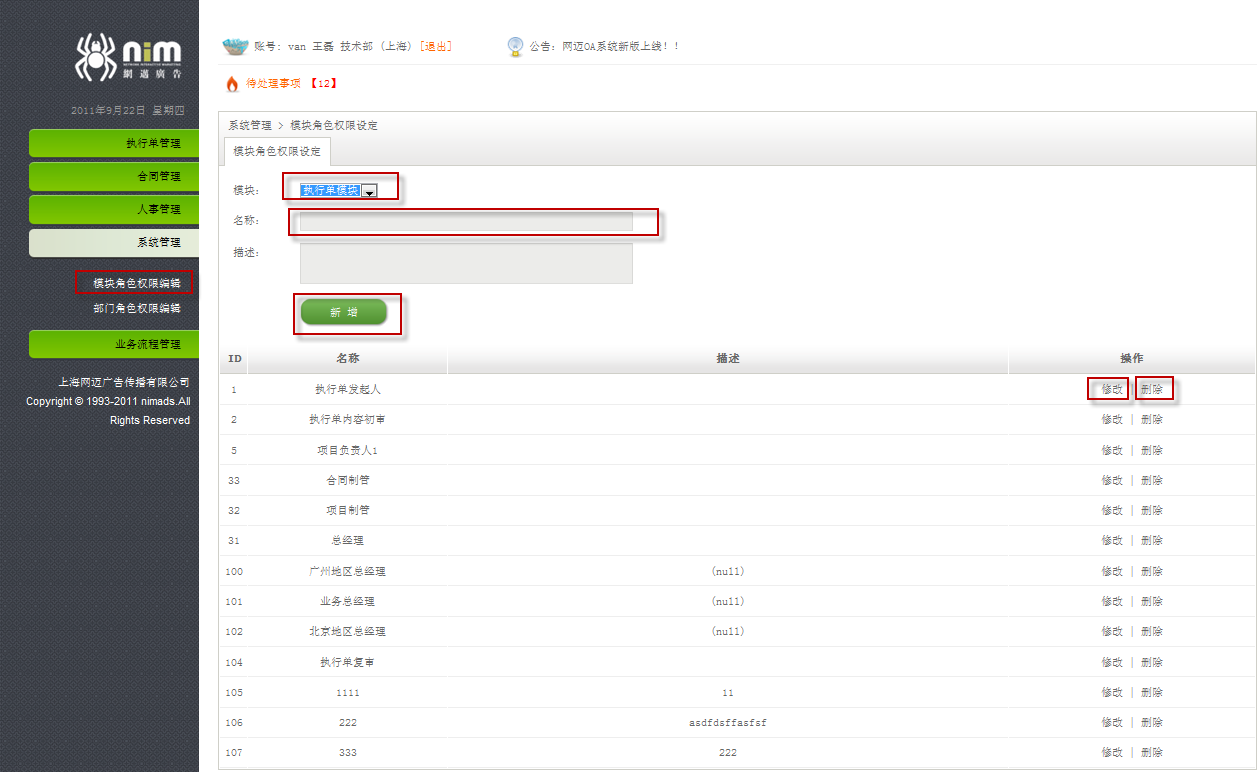 nim
NETWORK INTERACTIVE MARKETING
網邁廣告
2011年9月22日 星期四
执行单管理
合同管理
人事管理
系统管理
模块角色权限编辑
部门角色权限编辑
业务流程管理
上海网迈广告传播有限公司
Copyright © 1993-2011 nimads.All
Rights Reserved
账号: van 王磊 技术部 (上海) [退出]
公告: 网迈OA系统新版上线!!
待处理事项 【12】
系统管理 > 模块角色权限设定
模块角色权限设定
模块: 执行单模块
名称:
描述:
新 增
ID 名称 描述 操作
1 执行单发起人 修改 | 删除
2 执行单内容初审 修改 | 删除
5 项目负责人1 修改 | 删除
33 合同制管 修改 | 删除
32 项目制管 修改 | 删除
31 总经理 修改 | 删除
100 广州地区总经理 (null) 修改 | 删除
101 业务总经理 (null) 修改 | 删除
102 北京地区总经理 (null) 修改 | 删除
104 执行单复审 修改 | 删除
105 1111 11 修改 | 删除
106 222 asdfdsffasfsf 修改 | 删除
107 333 222 修改 | 删除